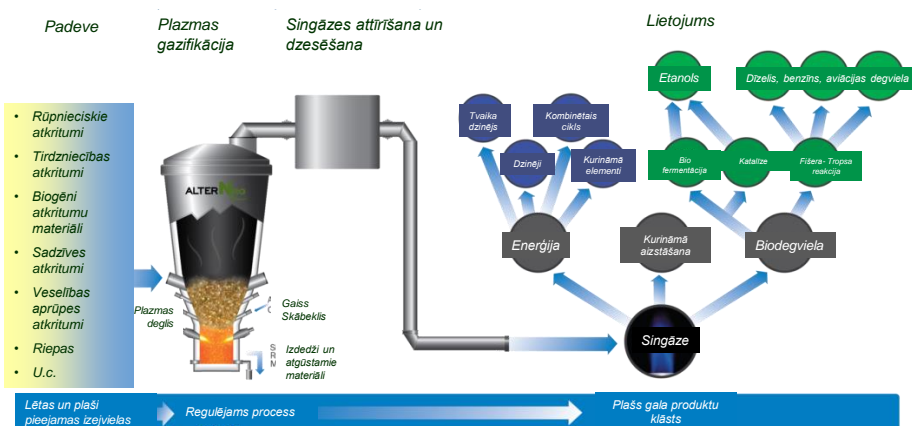 Padeve
Plazmas
gazifikācija
Singāzes attīrīšana un
dzesēšana
Lietojums
• Rūpnieciskie
atkritumi
• Tirdzniecības
atkritumi
• Biogēni
atkritumu
materiāli
• Sadzīves
atkritumi
• Veselības
aprūpes
atkritumi
• Riepas
• U.c.
ALTER
Plazmas
deglis
Gaiss
Skābeklis
S
R
M
Izdedži un
atgūstamie
materiāli
Tvaika
dzinējs
Kombinētais
cikls
Dzinēji
Kurināmā
elementi
Enerģija
Etanols
Dīzelis, benzīns, aviācijas degviela
Bio
fermentācija
Katalīze
Fišera- Tropsa
reakcija
Kurināmā
aizstāšana
Biodegviela
Singāze
Lētas un plaši
pieejamas izejvielas
Regulējams process
Plašs gala produktu
klāsts